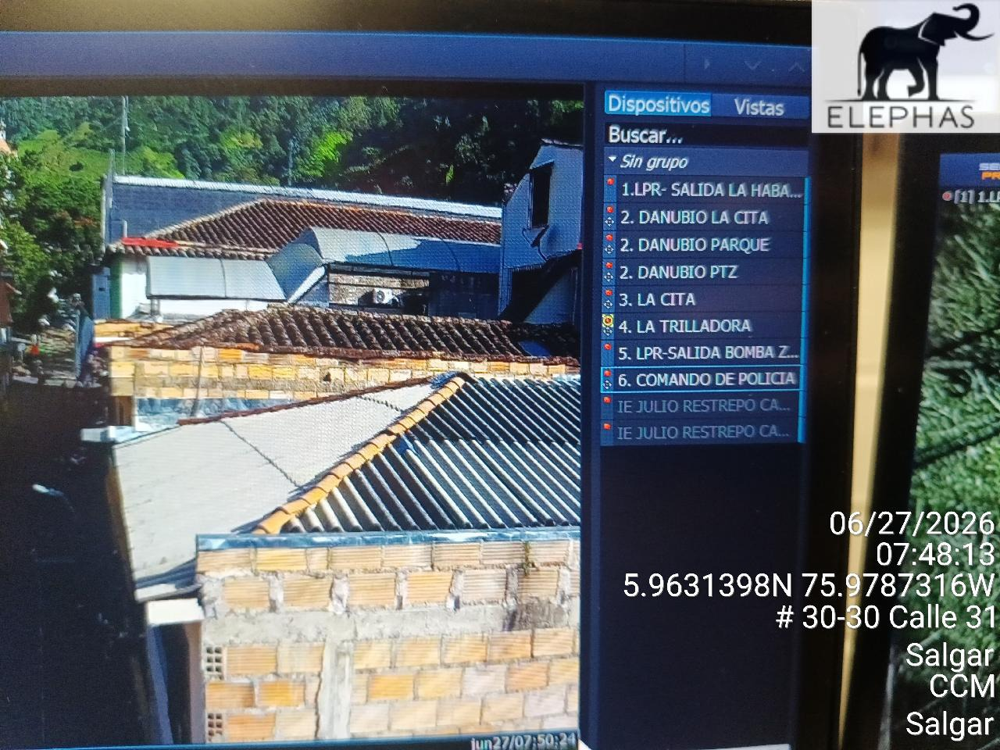 ELEPHAS
Dispositivos Vistas
Buscar...
Sin grupo
1.LPR- SALIDA LA HABA...
2. DANUBIO LA CITA
2. DANUBIO PARQUE
2. DANUBIO PTZ
3. LA CITA
4. LA TRILLADORA
5. LPR-SALIDA BOMBA Z...
6. COMANDO DE POLICIA
IE JULIO RESTREPO CA...
IE JULIO RESTREPO CA...
[1] 1.L
06/27/2026
07:48:13
5.9631398N 75.9787316W
# 30-30 Calle 31
Salgar
CCM
Salgar
jun27/07:50:24